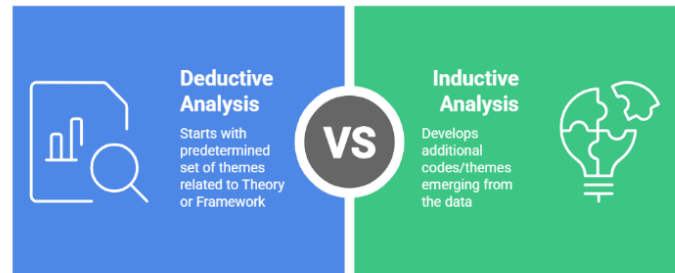 Deductive
Analysis
Starts with
predetermined
set of themes
related to Theory
or Framework
VS
Inductive
Analysis
Develops
additional
codes/themes
emerging from
the data